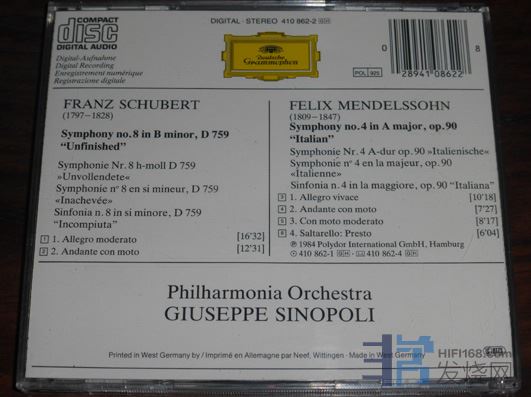 COMPACT
disc
DIGITAL AUDIO
DIGITAL · STEREO 410 862-2 GH
Deutsche
Grammophon
0 28941 08622 8
POL 925
Digital-Aufnahme
Digital Recording
Enregistrement numérique
Registrazione digitale
FRANZ SCHUBERT
(1797–1828)
Symphony no. 8 in B minor, D 759
“Unfinished”
Symphonie Nr. 8 h-moll D 759
»Unvollendete«
Symphonie nº 8 en si mineur, D 759
«Inachevée»
Sinfonia n. 8 in si minore, D 759
“Incompiuta”
1 1. Allegro moderato [16'32]
2 2. Andante con moto [12'31]
FELIX MENDELSSOHN
(1809–1847)
Symphony no. 4 in A major, op. 90
“Italian”
Symphonie Nr. 4 A-dur op. 90 »Italienische«
Symphonie nº 4 en la majeur, op. 90
«Italienne»
Sinfonia n. 4 in la maggiore, op. 90 “Italiana”
3 1. Allegro vivace [10'18]
4 2. Andante con moto [7'27]
5 3. Con moto moderato [8'17]
6 4. Saltarello: Presto [6'04]
℗ 1984 Polydor International GmbH, Hamburg
410 862-1 GH · 410 862-4 GH
Philharmonia Orchestra
GIUSEPPE SINOPOLI
Printed in West Germany by / Imprimé en Allemagne par Neef, Wittingen · Made in West Germany
HIFI168.com
发烧网